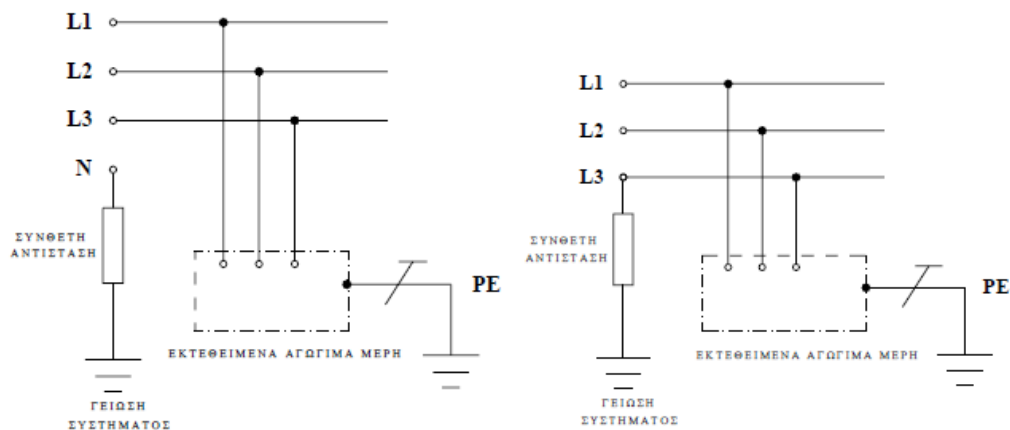 L1
L2
L3
N
ΣΥΝΘΕΤΗ
ΑΝΤΙΣΤΑΣΗ
PE
ΕΚΤΕΘΕΙΜΕΝΑ ΑΓΩΓΙΜΑ ΜΕΡΗ
ΓΕΙΩΣΗ
ΣΥΣΤΗΜΑΤΟΣ
L1
L2
L3
ΣΥΝΘΕΤΗ
ΑΝΤΙΣΤΑΣΗ
PE
ΕΚΤΕΘΕΙΜΕΝΑ ΑΓΩΓΙΜΑ ΜΕΡΗ
ΓΕΙΩΣΗ
ΣΥΣΤΗΜΑΤΟΣ